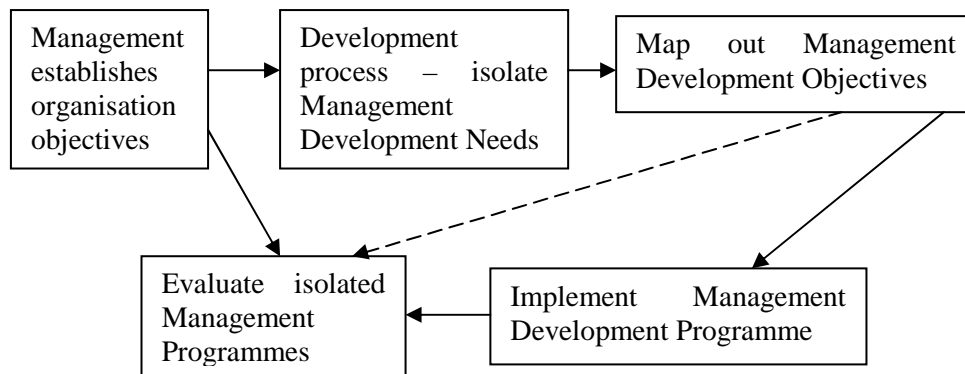 Management
establishes
organisation
objectives
Development
process – isolate
Management
Development Needs
Map out Management
Development Objectives
Evaluate isolated
Management
Programmes
Implement Management
Development Programme